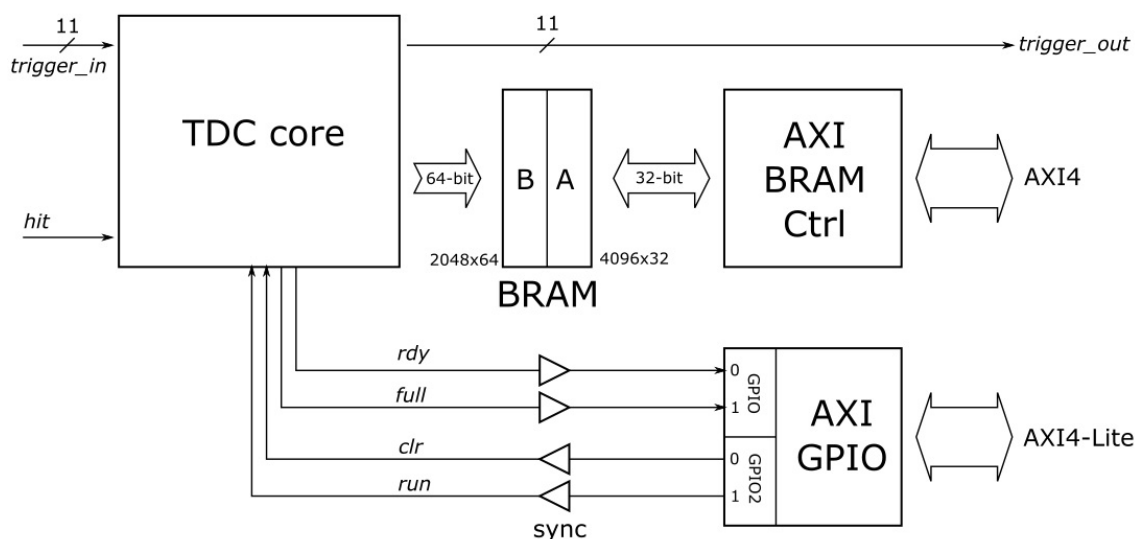 11
trigger_in
11
trigger_out
TDC core
hit
64-bit
B
A
2048x64
4096x32
BRAM
32-bit
AXI
BRAM
Ctrl
AXI4
rdy
full
clr
run
sync
0
1
GPIO
0
1
GPIO2
AXI
GPIO
AXI4-Lite